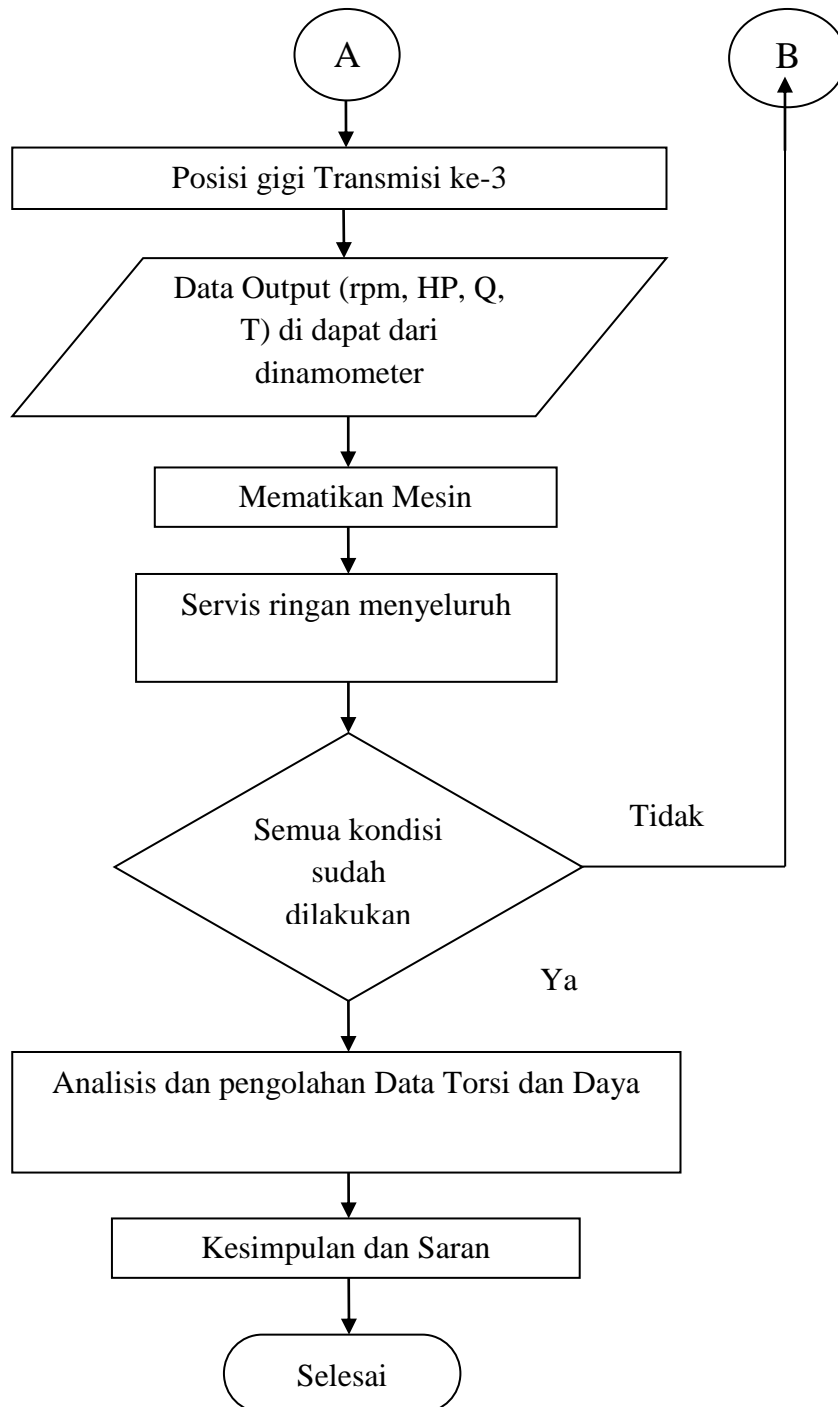 A
B
Posisi gigi Transmisi ke-3
Data Output (rpm, HP, Q,
T) di dapat dari
dinamometer
Mematikan Mesin
Servis ringan menyeluruh
Semua kondisi
sudah
dilakukan
Tidak
Ya
Analisis dan pengolahan Data Torsi dan Daya
Kesimpulan dan Saran
Selesai